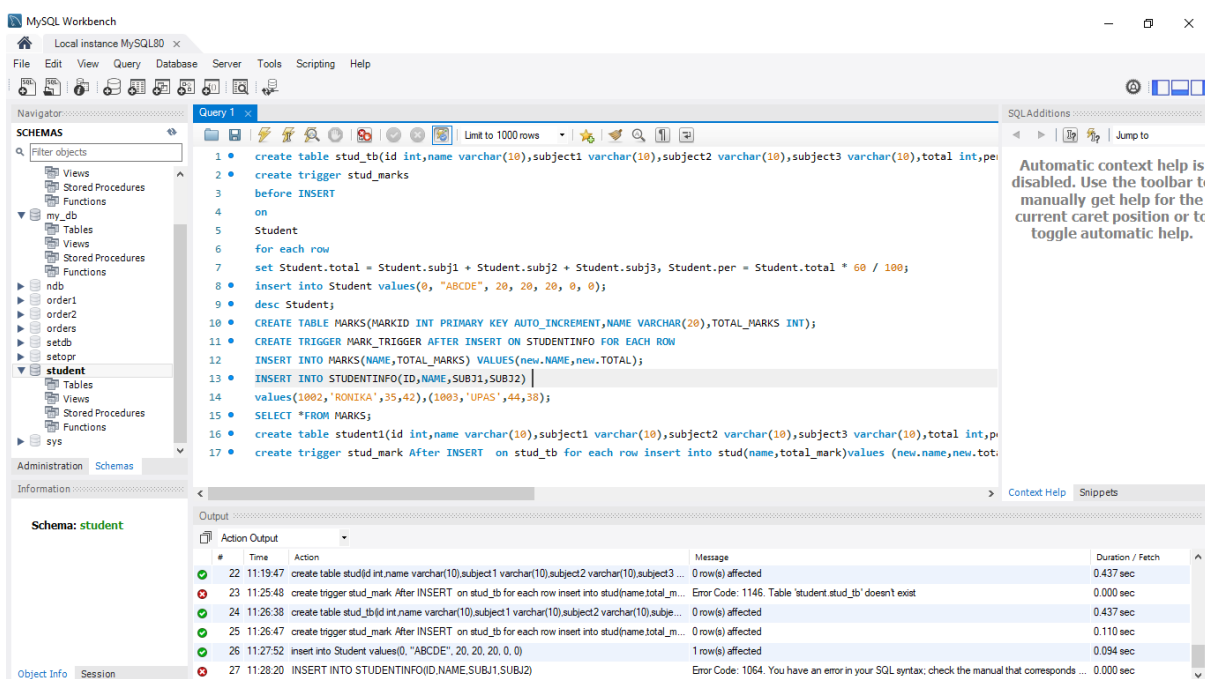 MySQL Workbench
Local instance MySQL80
File Edit View Query Database Server Tools Scripting Help
Navigator
SCHEMAS
Filter objects
Views
Stored Procedures
Functions
my_db
Tables
Views
Stored Procedures
Functions
ndb
order1
order2
orders
setdb
setopr
student
Tables
Views
Stored Procedures
Functions
sys
Administration Schemas
Information
Schema: student
Object Info Session
Query 1
Limit to 1000 rows
1 create table stud_tb(id int,name varchar(10),subject1 varchar(10),subject2 varchar(10),subject3 varchar(10),total int,per
2 create trigger stud_marks
3 before INSERT
4 on
5 Student
6 for each row
7 set Student.total = Student.subj1 + Student.subj2 + Student.subj3, Student.per = Student.total * 60 / 100;
8 insert into Student values(0, "ABCDE", 20, 20, 20, 0, 0);
9 desc Student;
10 CREATE TABLE MARKS(MARKID INT PRIMARY KEY AUTO_INCREMENT,NAME VARCHAR(20),TOTAL_MARKS INT);
11 CREATE TRIGGER MARK_TRIGGER AFTER INSERT ON STUDENTINFO FOR EACH ROW
12 INSERT INTO MARKS(NAME,TOTAL_MARKS) VALUES(new.NAME,new.TOTAL);
13 INSERT INTO STUDENTINFO(ID,NAME,SUBJ1,SUBJ2)
14 values(1002,'RONIKA',35,42),(1003,'UPAS',44,38);
15 SELECT *FROM MARKS;
16 create table student1(id int,name varchar(10),subject1 varchar(10),subject2 varchar(10),subject3 varchar(10),total int,p
17 create trigger stud_mark After INSERT on stud_tb for each row insert into stud(name,total_mark)values (new.name,new.tot
SQLAdditions
Jump to
Automatic context help is
disabled. Use the toolbar to
manually get help for the
current caret position or to
toggle automatic help.
Context Help Snippets
Output
Action Output
# Time Action Message Duration / Fetch
22 11:19:47 create table stud(id int,name varchar(10),subject1 varchar(10),subject2 varchar(10),subject3 ... 0 row(s) affected 0.437 sec
23 11:25:48 create trigger stud_mark After INSERT on stud_tb for each row insert into stud(name,total_m... Error Code: 1146. Table 'student.stud_tb' doesn't exist 0.000 sec
24 11:26:38 create table stud_tb(id int,name varchar(10),subject1 varchar(10),subject2 varchar(10),subje... 0 row(s) affected 0.437 sec
25 11:26:47 create trigger stud_mark After INSERT on stud_tb for each row insert into stud(name,total_m... 0 row(s) affected 0.110 sec
26 11:27:52 insert into Student values(0, "ABCDE", 20, 20, 20, 0, 0) 1 row(s) affected 0.094 sec
27 11:28:20 INSERT INTO STUDENTINFO(ID,NAME,SUBJ1,SUBJ2) Error Code: 1064. You have an error in your SQL syntax; check the manual that corresponds ... 0.000 sec